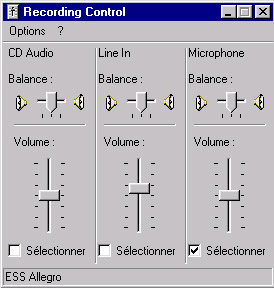 Recording Control
Options ?
CD Audio Line In Microphone
Balance : Balance : Balance :
Volume : Volume : Volume :
Sélectionner Sélectionner Sélectionner
ESS Allegro